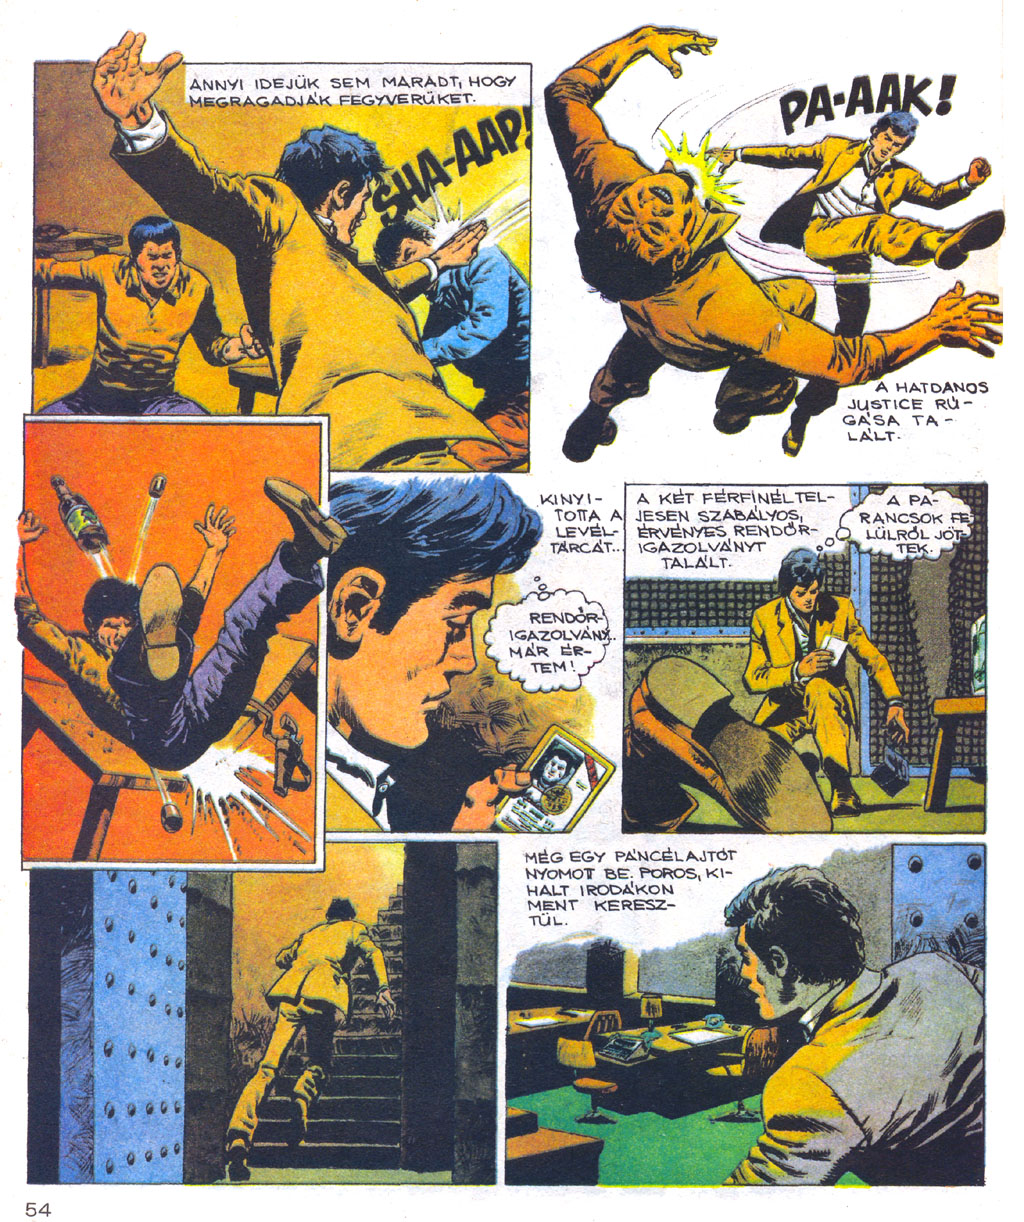 ANNYI IDEJÜK SEM MARADT, HOGY
MEGRAGADJÁK FEGYVERÜKET.
SHA-AAP!
PA-AAK!
A HATDANOS
JUSTICE RÚ-
GÁSA TA-
LÁLT.
KINYI-
TOTTA A
LEVÉL-
TÁRCÁT...
RENDŐR-
IGAZOLVÁNY...
MÁR ÉR-
TEM!
A KÉT FÉRFINÉL TEL-
JESEN SZABÁLYOS,
ÉRVÉNYES RENDŐR-
IGAZOLVÁNYT
TALÁLT.
A PA-
RANCSOK FE-
LÜLRŐL JÖT-
TEK.
MÉG EGY PÁNCÉLAJTÓT
NYOMOT BE. POROS, KI-
HALT IRODÁKON
MENT KERESZ-
TÜL.
54